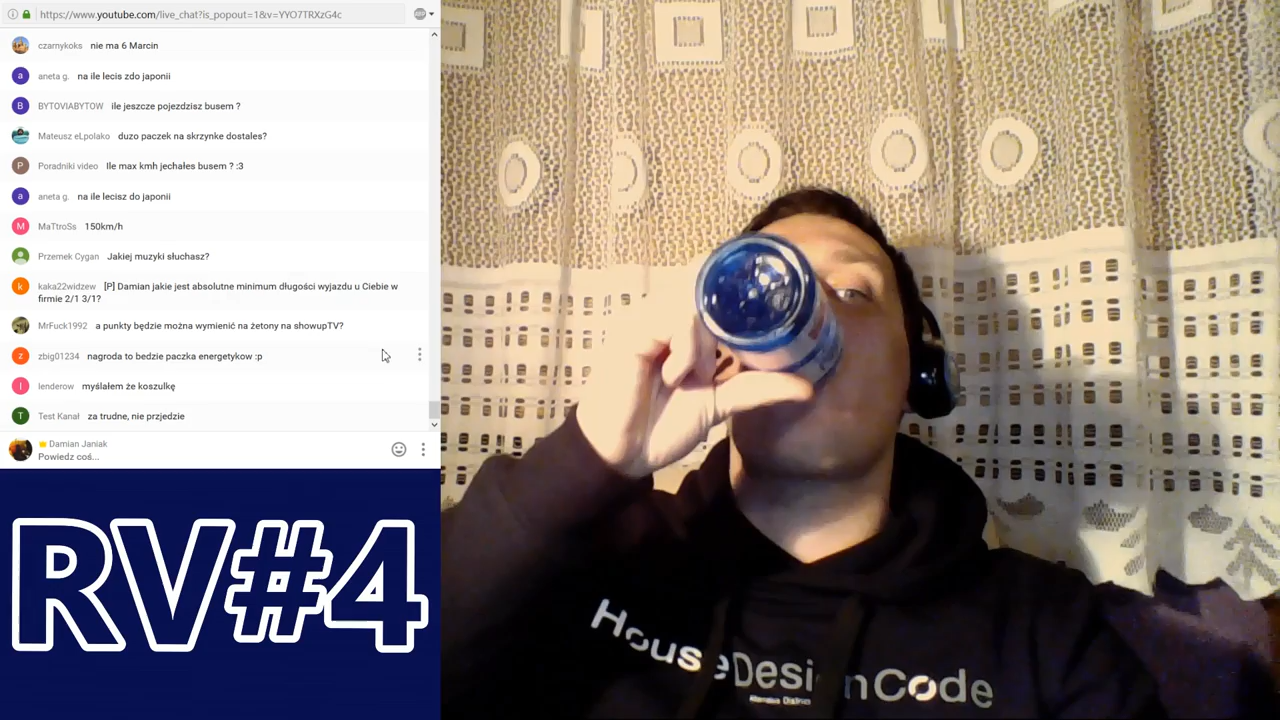 https://www.youtube.com/live_chat?is_popout=1&v=YYO7TRXzG4c
czarnykoks nie ma 6 Marcin
a
aneta g. na ile lecis zdo japonii
B
BYTOVIABYTOW ile jeszcze pojezdzisz busem ?
Mateusz eLpolako duzo paczek na skrzynke dostales?
P
Poradniki video Ile max kmh jechałes busem ? :3
a
aneta g. na ile lecisz do japonii
M
MaTtroSs 150km/h
Przemek Cygan Jakiej muzyki słuchasz?
k
kaka22widzew [P] Damian jakie jest absolutne minimum długości wyjazdu u Ciebie w
firmie 2/1 3/1?
MrFuck1992 a punkty będzie można wymienić na żetony na showupTV?
z
zbig01234 nagroda to bedzie paczka energetykow :p
l
lenderow myślałem że koszulkę
T
Test Kanał za trudne, nie przjedzie
Damian Janiak
Powiedz coś...
RV#4
House Design Code